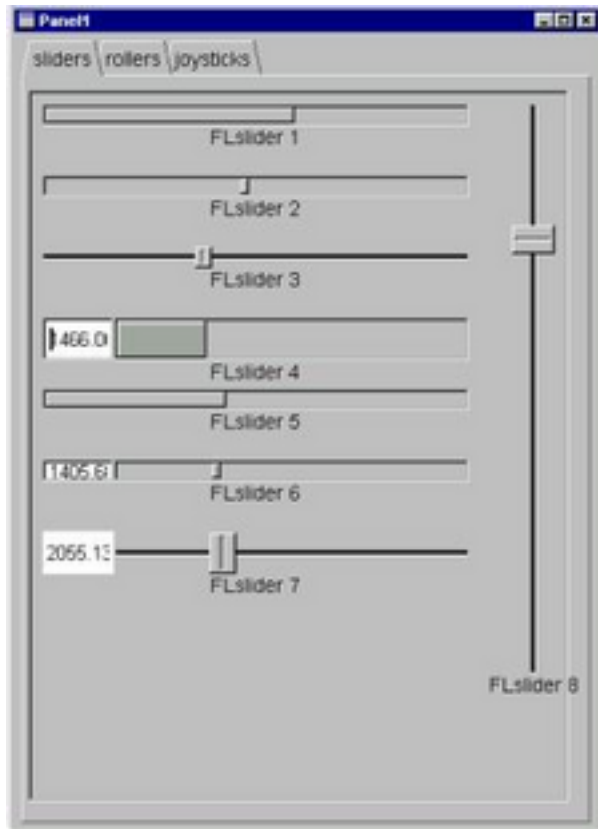 Panel1
sliders rollers joysticks
FLslider 1
FLslider 2
FLslider 3
FLslider 4
FLslider 5
1405.6
FLslider 6
2055.13
FLslider 7
FLslider 8